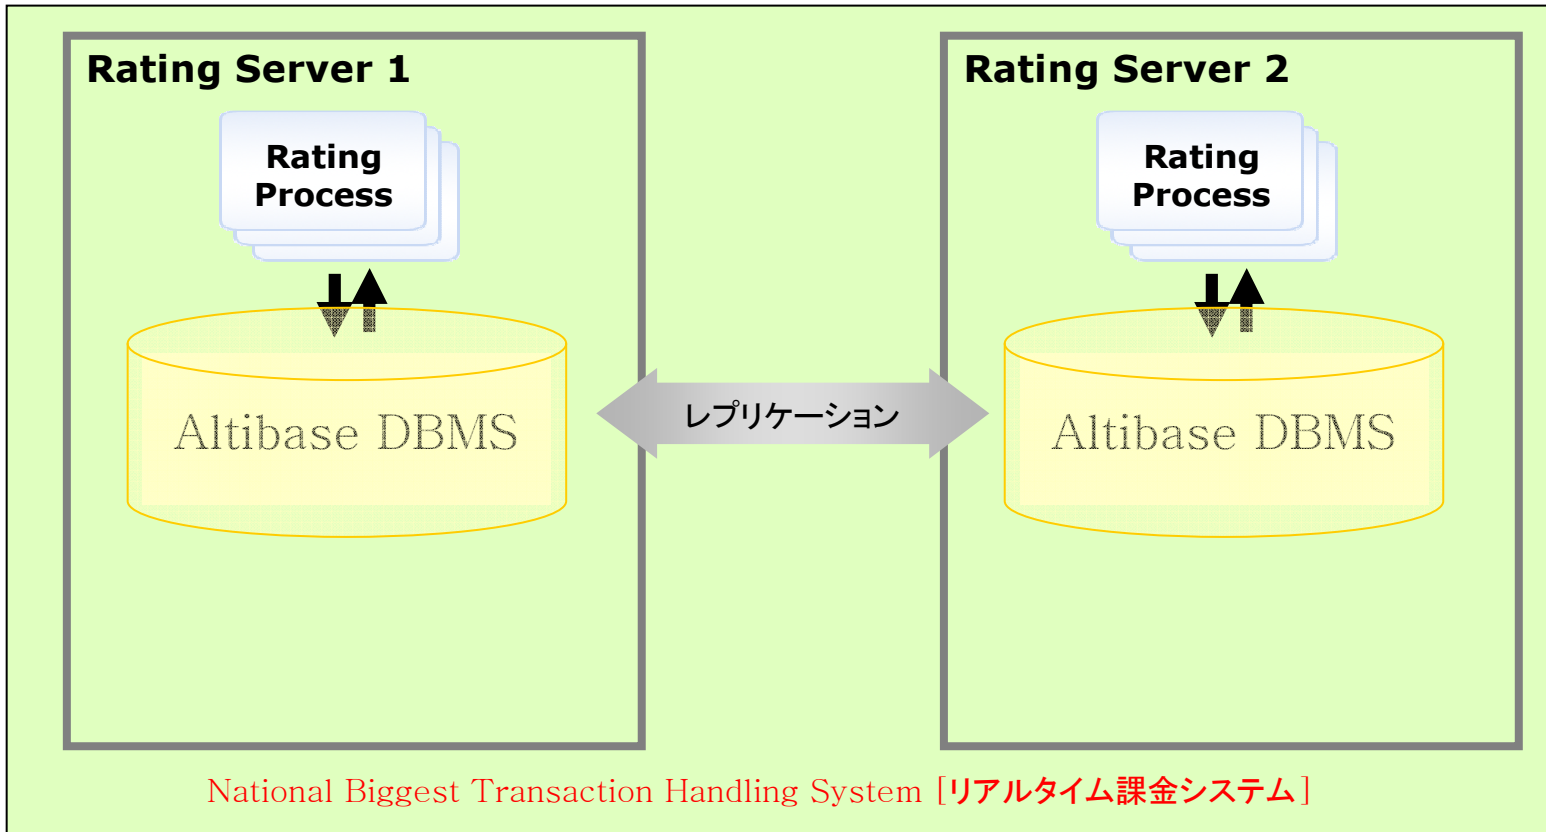 Rating Server 1
Rating
Process
Altibase DBMS
レプリケーション
Rating Server 2
Rating
Process
Altibase DBMS
National Biggest Transaction Handling System [リアルタイム課金システム]